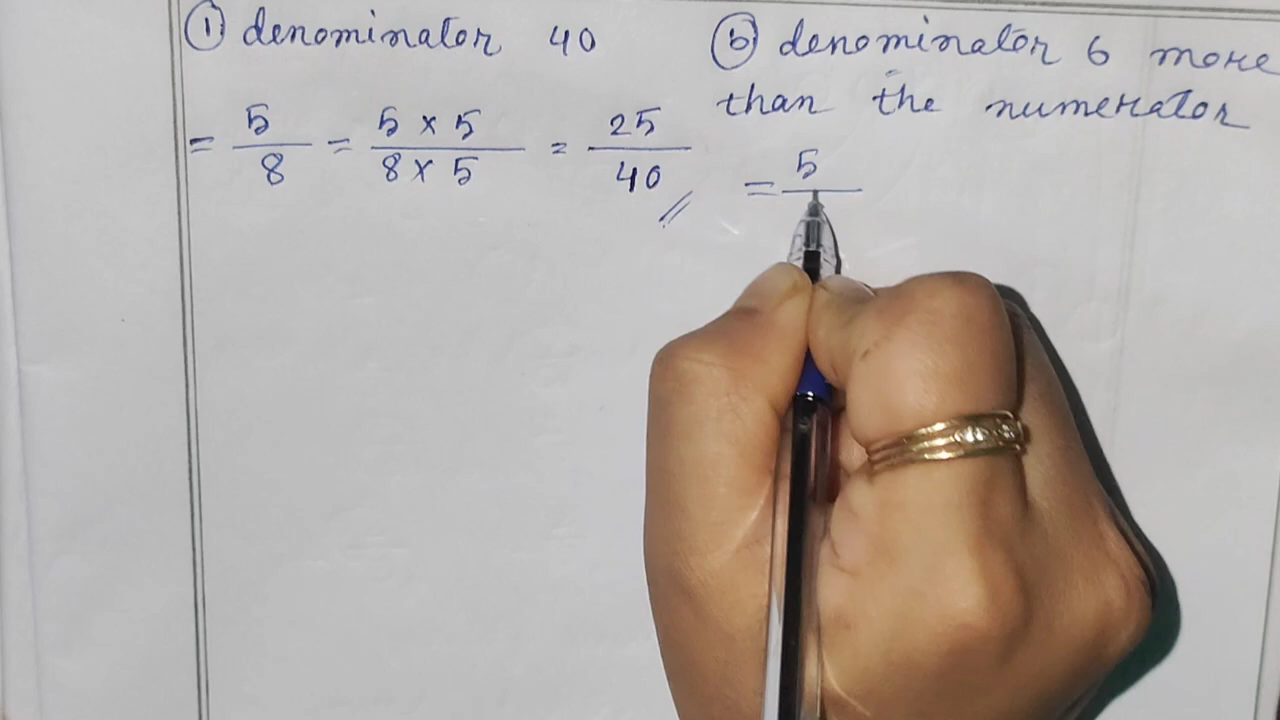 ① denominator 40
= 5/8 = 5 × 5/8 × 5 = 25/40 //
ⓑ denominator 6 more
than the numerator
= 5/